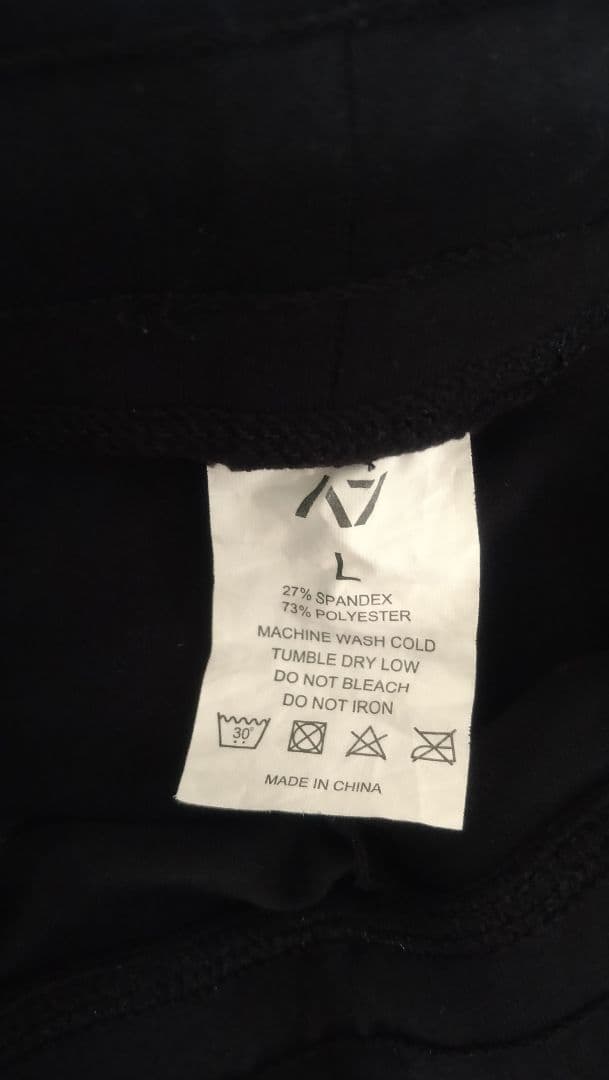 L
27% SPANDEX
73% POLYESTER
MACHINE WASH COLD
TUMBLE DRY LOW
DO NOT BLEACH
DO NOT IRON
30°
MADE IN CHINA